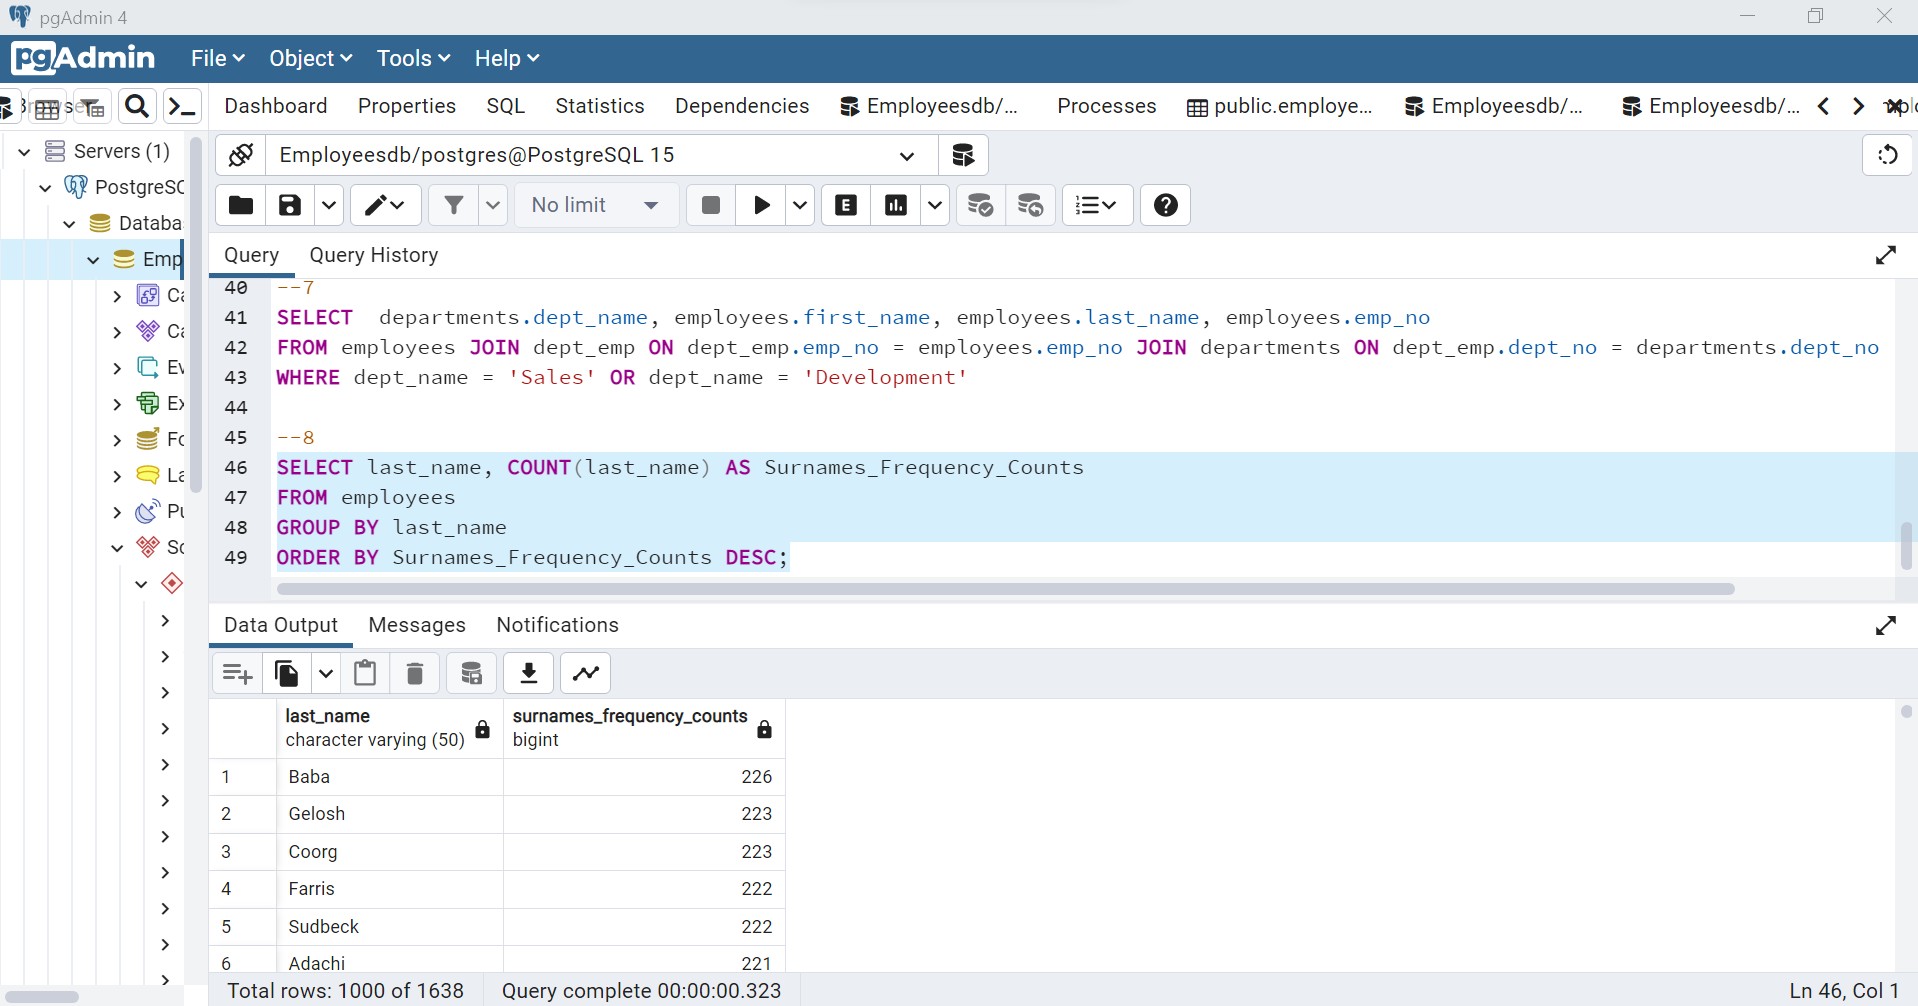 pgAdmin 4
pgAdmin File Object Tools Help
Dashboard Properties SQL Statistics Dependencies Employeesdb/... Processes public.employe... Employeesdb/... Employeesdb/...
Servers (1)
PostgreSQ
Databa
Emp
Ca
Ca
Ev
Ex
Fo
La
Pu
Sc
Employeesdb/postgres@PostgreSQL 15
No limit
E
Query Query History
40 --7
41 SELECT  departments.dept_name, employees.first_name, employees.last_name, employees.emp_no
42 FROM employees JOIN dept_emp ON dept_emp.emp_no = employees.emp_no JOIN departments ON dept_emp.dept_no = departments.dept_no
43 WHERE dept_name = 'Sales' OR dept_name = 'Development'
44
45 --8
46 SELECT last_name, COUNT(last_name) AS Surnames_Frequency_Counts
47 FROM employees
48 GROUP BY last_name
49 ORDER BY Surnames_Frequency_Counts DESC;
Data Output Messages Notifications
last_name surnames_frequency_counts
character varying (50) bigint
1 Baba 226
2 Gelosh 223
3 Coorg 223
4 Farris 222
5 Sudbeck 222
6 Adachi 221
Total rows: 1000 of 1638 Query complete 00:00:00.323 Ln 46, Col 1